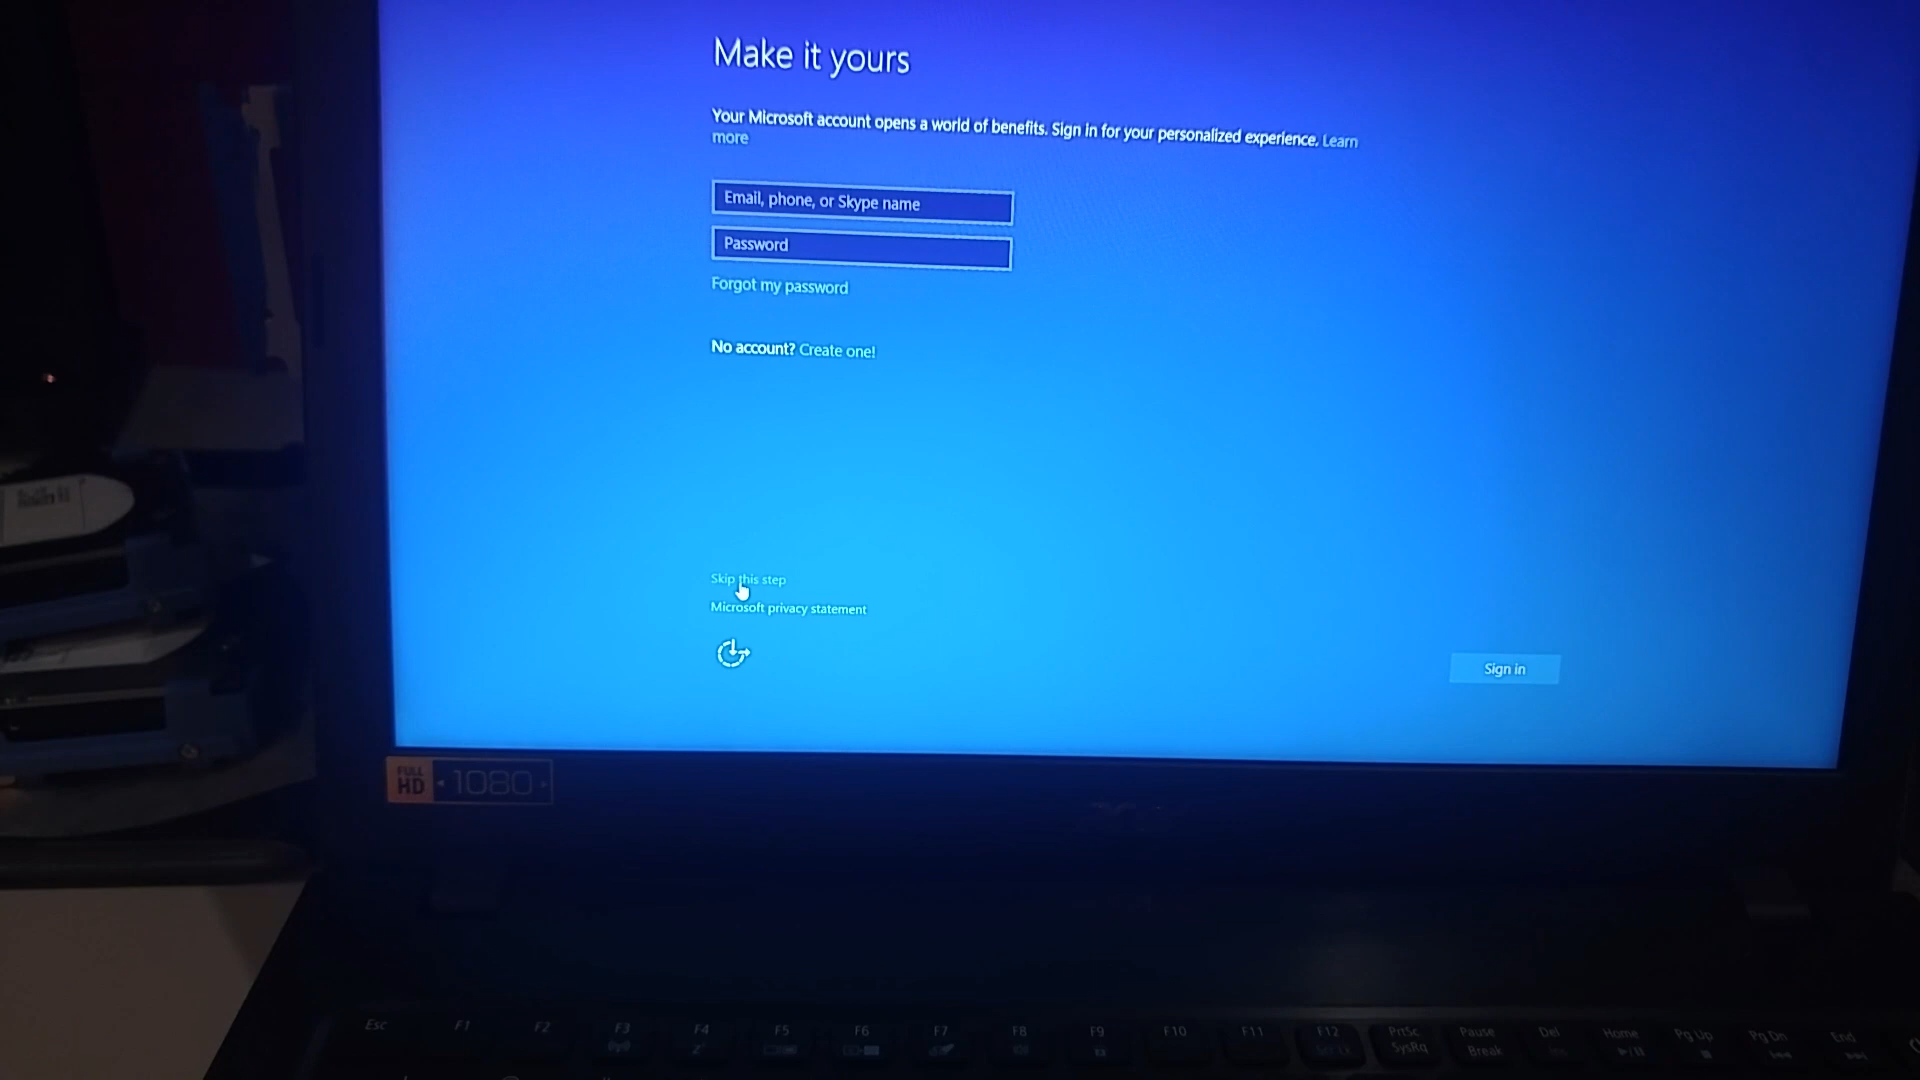 Make it yours
Your Microsoft account opens a world of benefits. Sign in for your personalized experience. Learn
more
Email, phone, or Skype name
Password
Forgot my password
No account? Create one!
Skip this step
Microsoft privacy statement
Sign in
FULL
HD 1080
Esc F1 F2 F3 F4 F5 F6 F7 F8 F9 F10 F11 F12 PrtSc Pause Del Home Pg Up Pg Dn End
SysRq Break